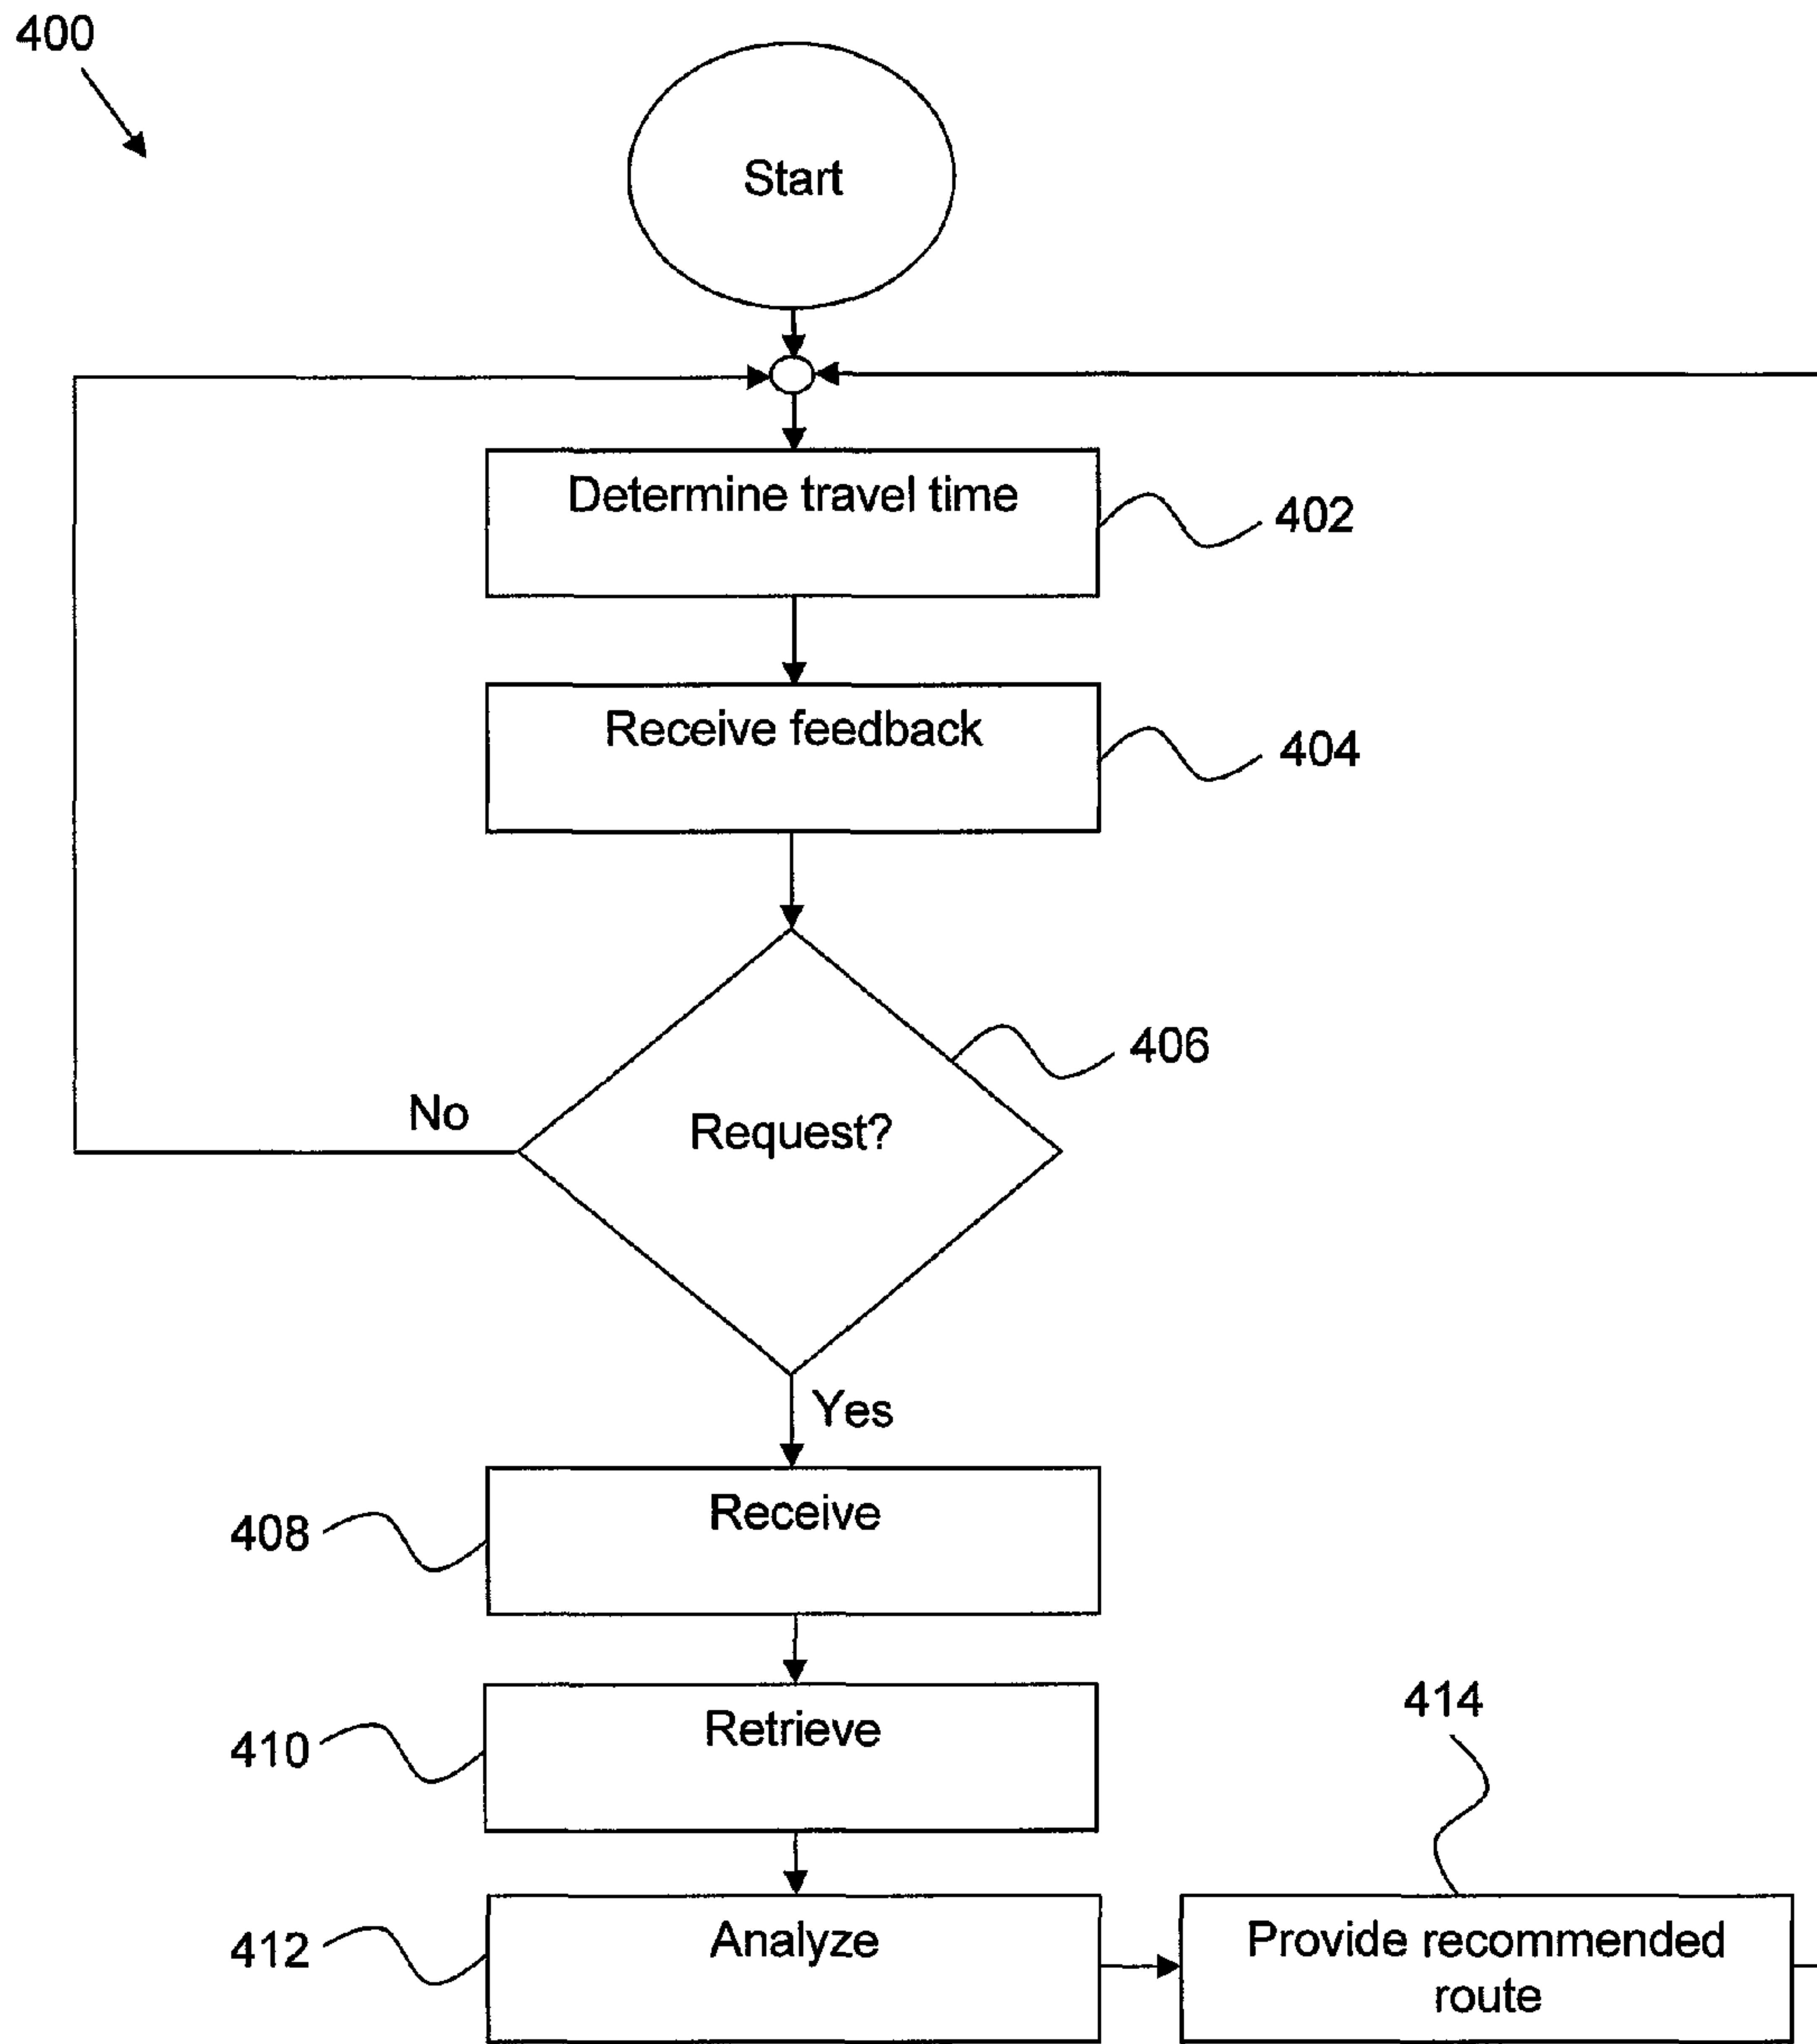 400
Start
Determine travel time
402
Receive feedback
404
406
No
Request?
Yes
Receive
408
Retrieve
410
414
Analyze
412
Provide recommended
route